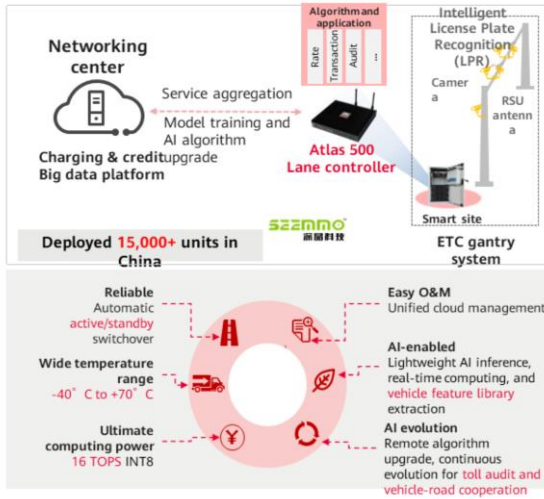 Algorithm and
application
Rate
Transaction
Audit
...
Intelligent
License Plate
Recognition
(LPR)
Camer
a
RSU
antenn
a
Networking
center
Service aggregation
Model training and
AI algorithm
upgrade
Charging & credit
Big data platform
Atlas 500
Lane controller
Smart site
SEEMMO
Deployed 15,000+ units in
China
ETC gantry
system
Reliable
Automatic
active/standby
switchover
Easy O&M
Unified cloud management
Wide temperature
range
-40°C to +70°C
AI-enabled
Lightweight AI inference,
real-time computing, and
vehicle feature library
extraction
Ultimate
computing power
16 TOPS INT8
¥
AI evolution
Remote algorithm
upgrade, continuous
evolution for toll audit and
vehicle-road cooperation